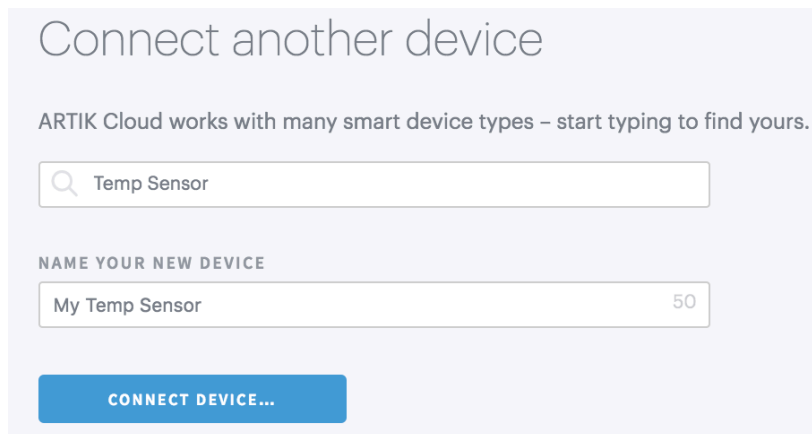 Connect another device
ARTIK Cloud works with many smart device types – start typing to find yours.
Temp Sensor
NAME YOUR NEW DEVICE
My Temp Sensor 50
CONNECT DEVICE...